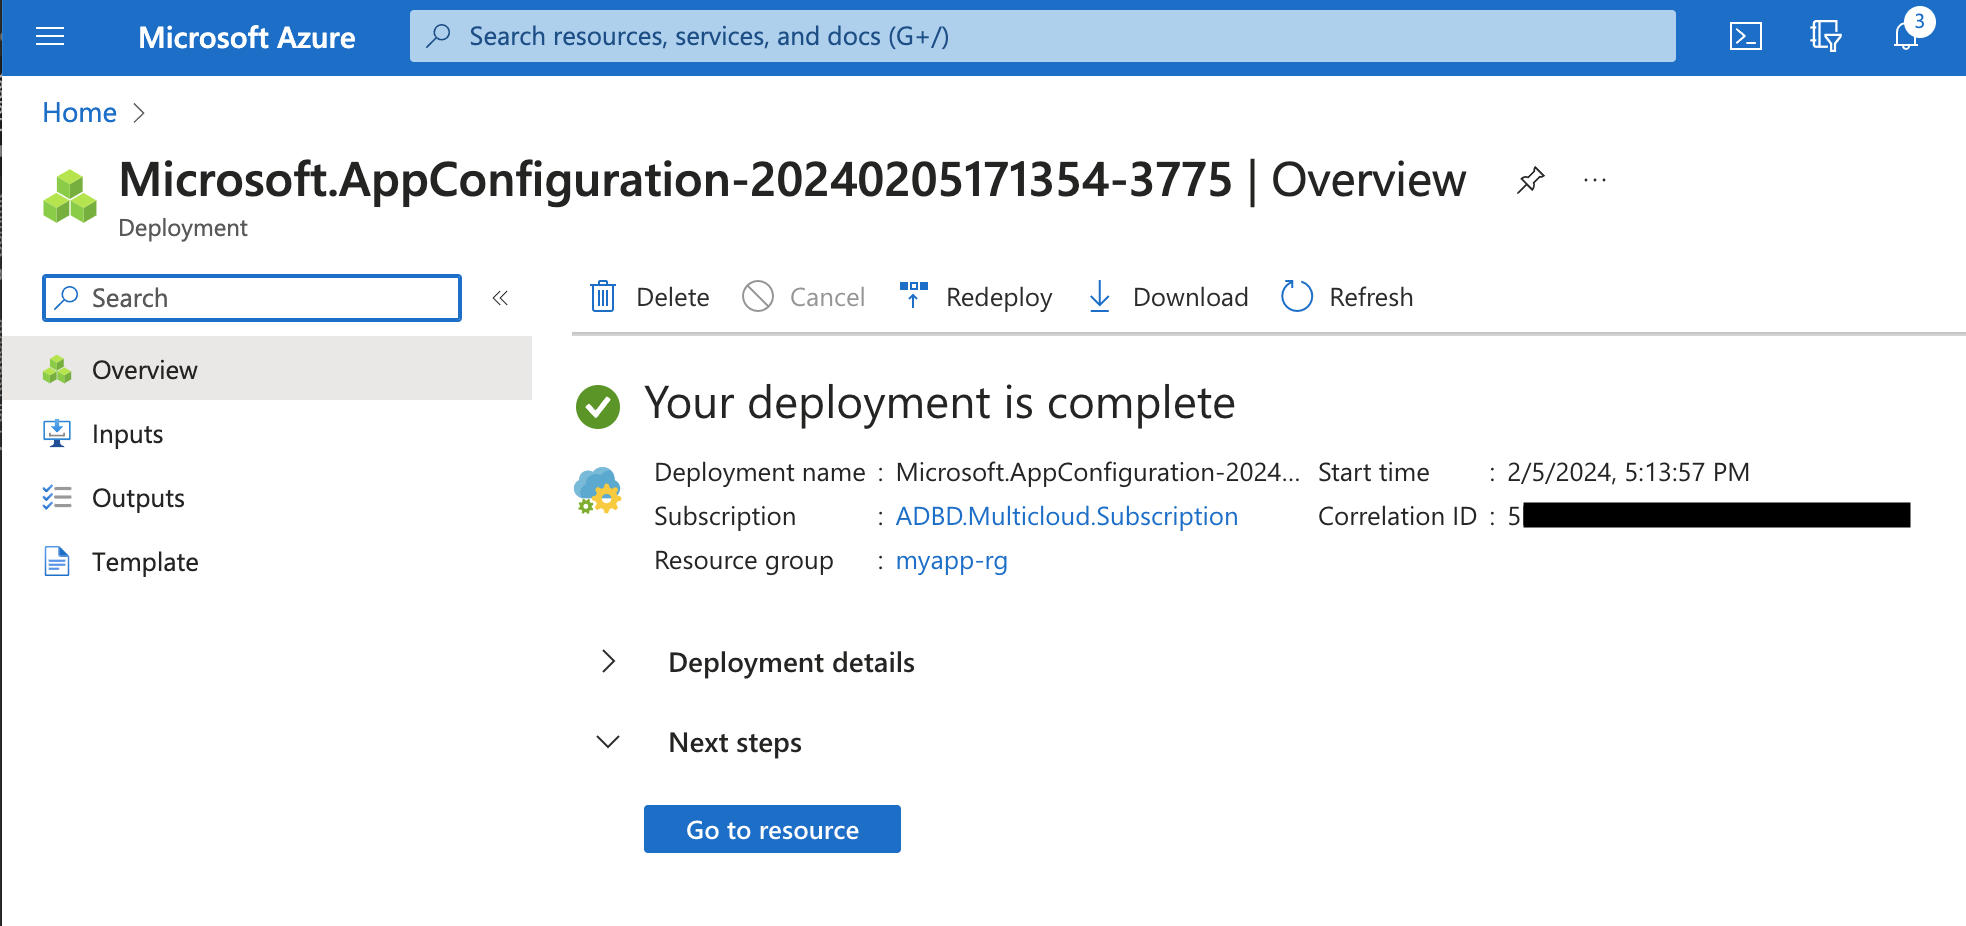 Microsoft Azure
Search resources, services, and docs (G+/)
3
Home
Microsoft.AppConfiguration-20240205171354-3775 | Overview
Deployment
Search
Overview
Inputs
Outputs
Template
Delete
Cancel
Redeploy
Download
Refresh
Your deployment is complete
Deployment name : Microsoft.AppConfiguration-2024... Start time : 2/5/2024, 5:13:57 PM
Subscription : ADBD.Multicloud.Subscription Correlation ID : 5
Resource group : myapp-rg
Deployment details
Next steps
Go to resource